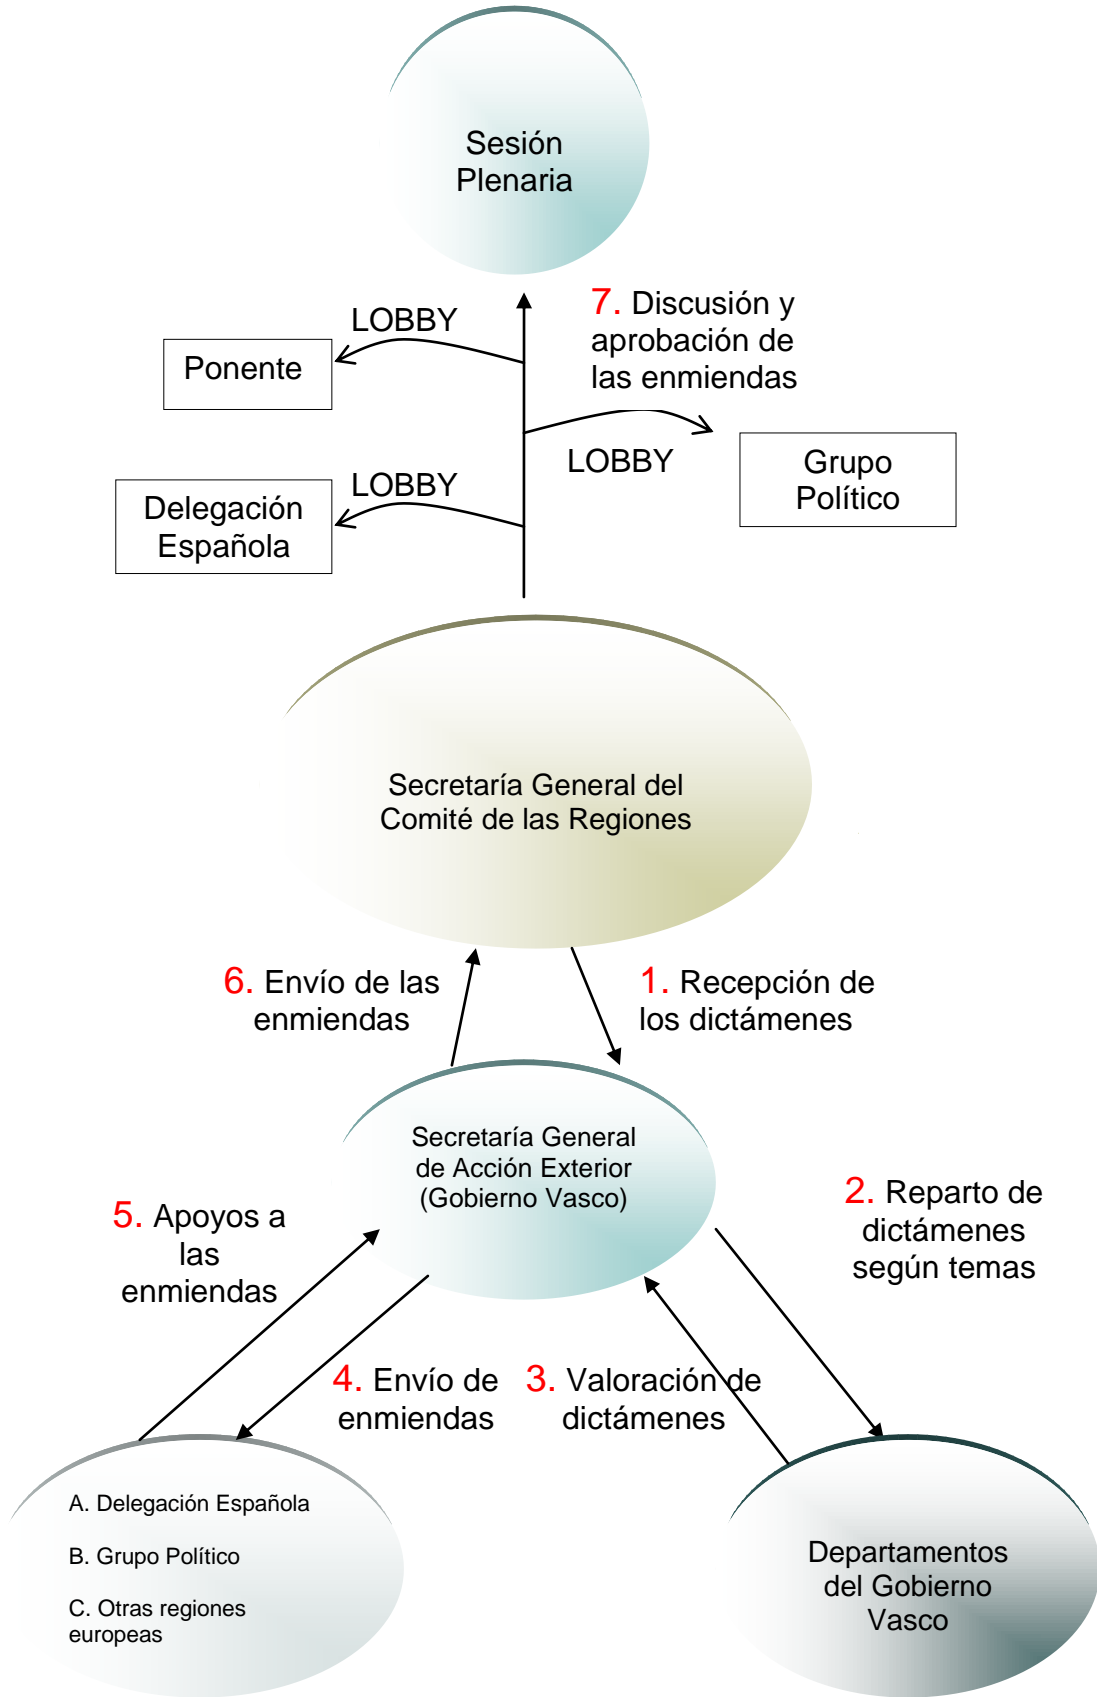 Sesión
Plenaria
7. Discusión y
aprobación de
las enmiendas
LOBBY
Ponente
LOBBY
Grupo
Político
LOBBY
Delegación
Española
Secretaría General del
Comité de las Regiones
6. Envío de las
enmiendas
1. Recepción de
los dictámenes
Secretaría General
de Acción Exterior
(Gobierno Vasco)
5. Apoyos a
las
enmiendas
2. Reparto de
dictámenes
según temas
4. Envío de
enmiendas
3. Valoración de
dictámenes
A. Delegación Española
B. Grupo Político
C. Otras regiones
europeas
Departamentos
del Gobierno
Vasco